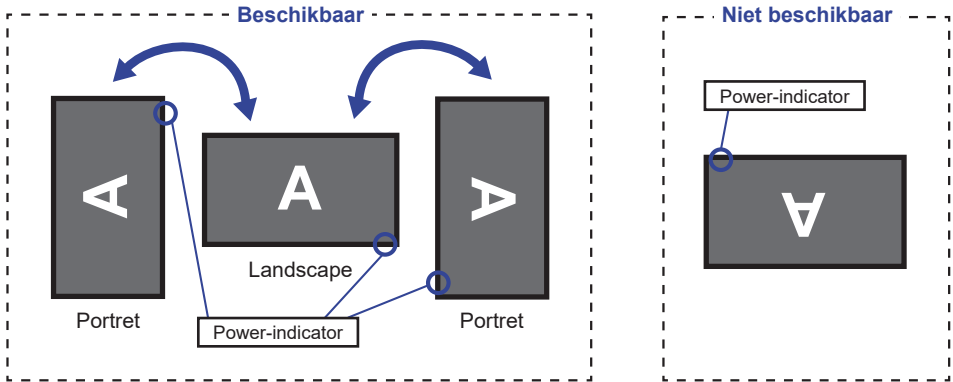 Beschikbaar
A
A
A
Landscape
Portret
Portret
Power-indicator
Niet beschikbaar
Power-indicator
A